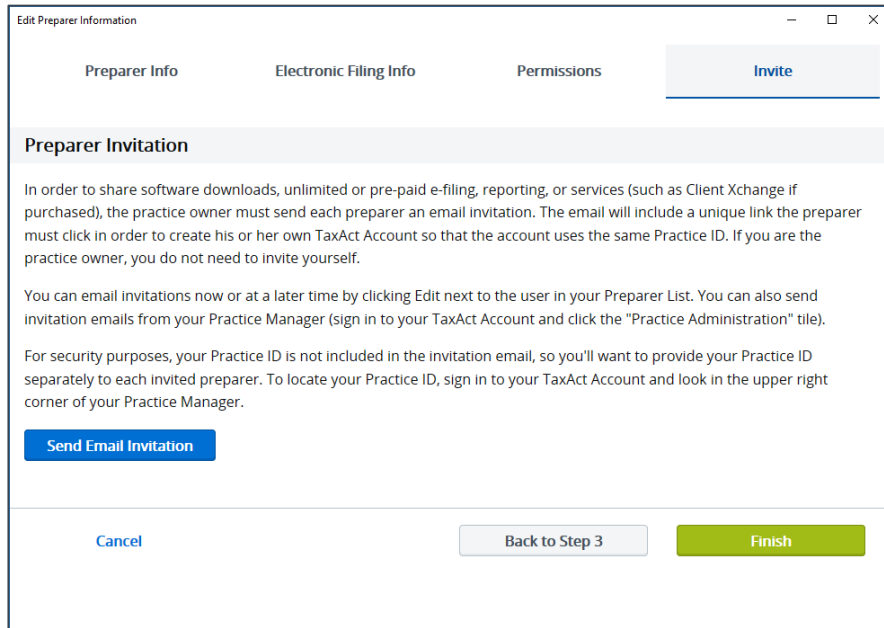 Edit Preparer Information
Preparer Info Electronic Filing Info Permissions Invite
Preparer Invitation
In order to share software downloads, unlimited or pre-paid e-filing, reporting, or services (such as Client Xchange if
purchased), the practice owner must send each preparer an email invitation. The email will include a unique link the preparer
must click in order to create his or her own TaxAct Account so that the account uses the same Practice ID. If you are the
practice owner, you do not need to invite yourself.
You can email invitations now or at a later time by clicking Edit next to the user in your Preparer List. You can also send
invitation emails from your Practice Manager (sign in to your TaxAct Account and click the "Practice Administration" tile).
For security purposes, your Practice ID is not included in the invitation email, so you'll want to provide your Practice ID
separately to each invited preparer. To locate your Practice ID, sign in to your TaxAct Account and look in the upper right
corner of your Practice Manager.
Send Email Invitation
Cancel Back to Step 3 Finish